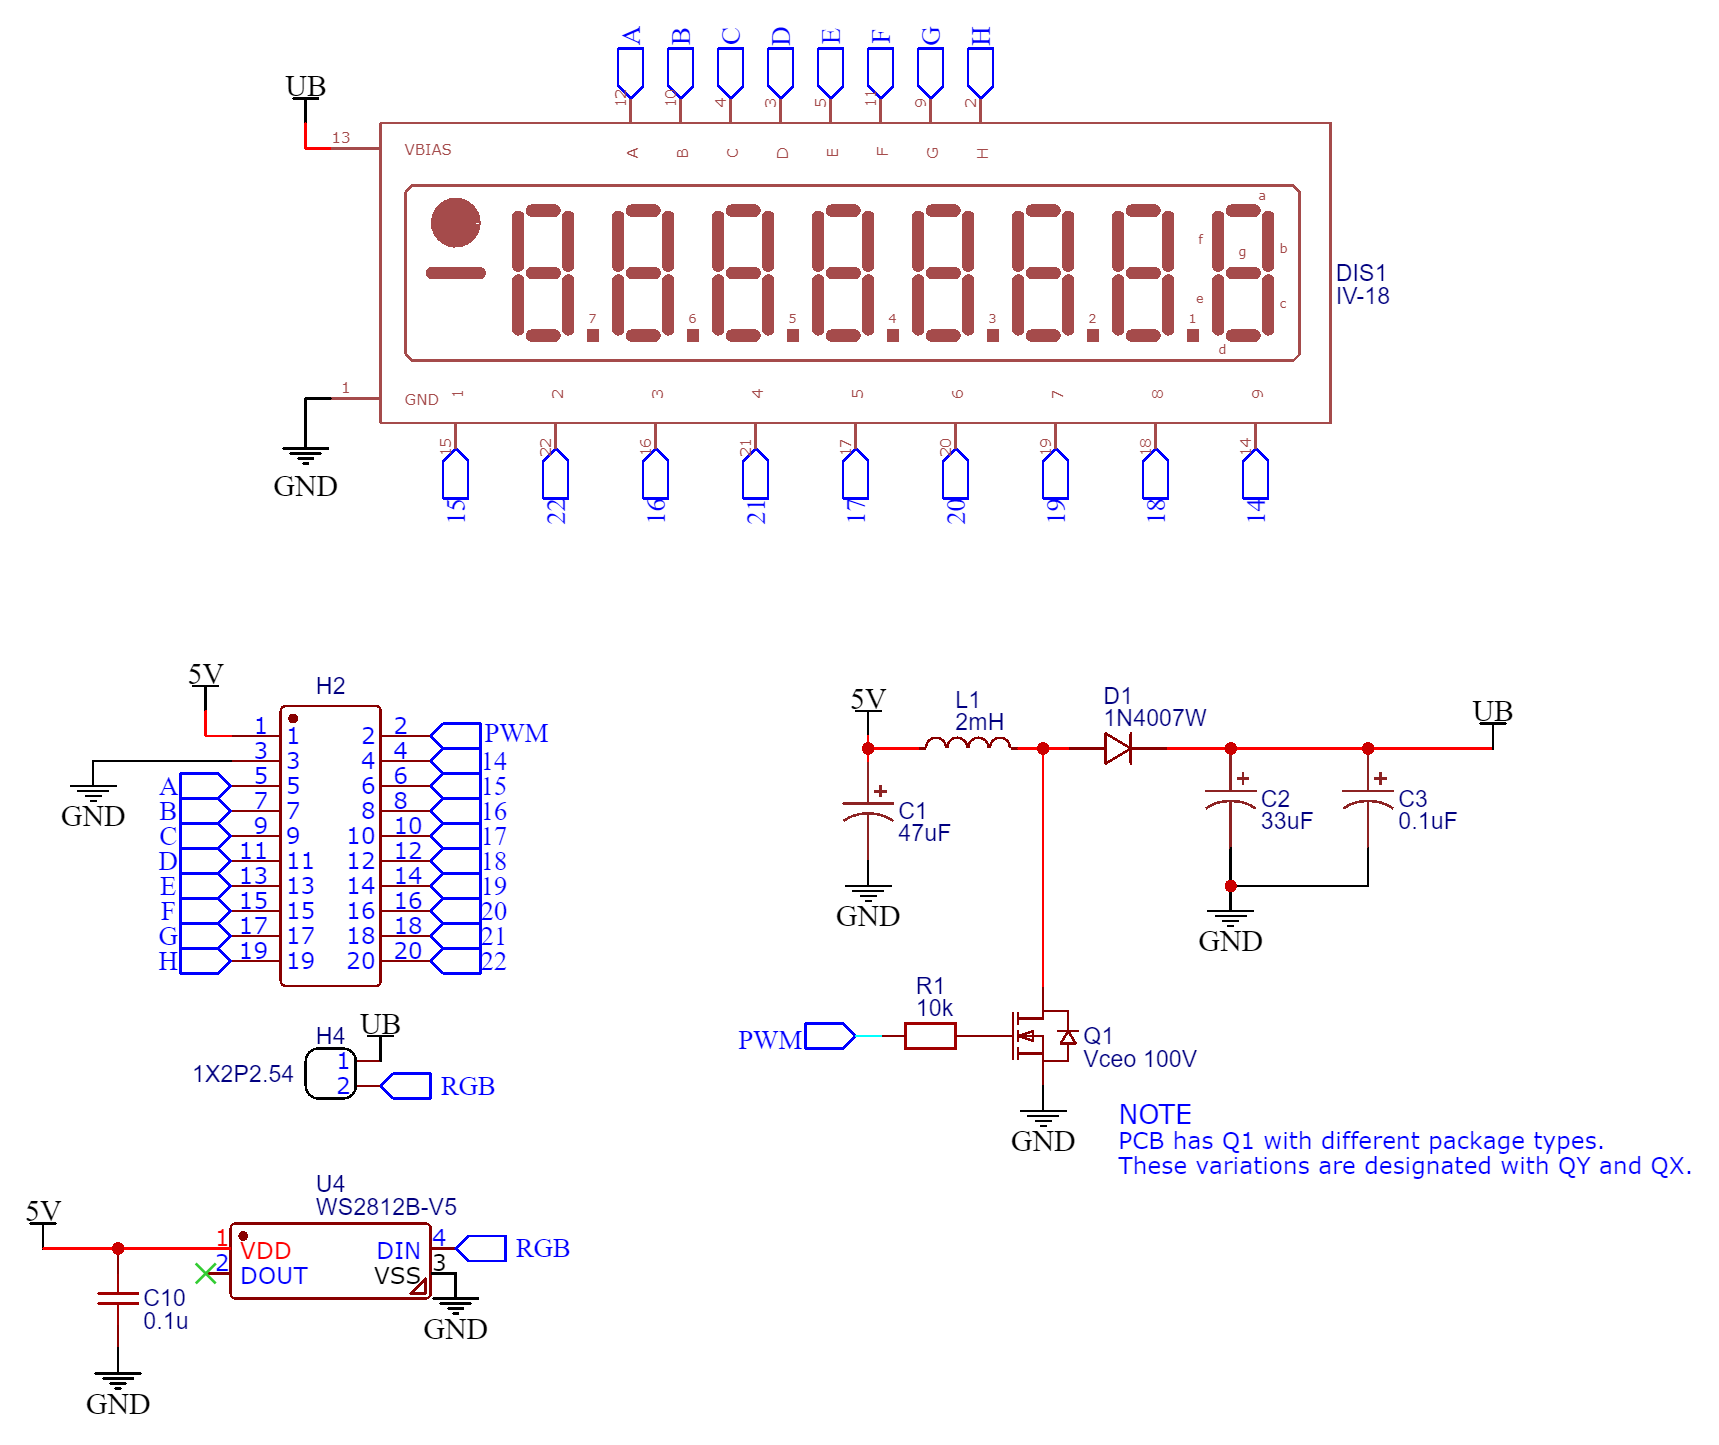 A B C D E F G H
12 10 4 3 5 11 9 2
UB
13
VBIAS
A B C D E F G H
a
f
g
b
e
c
d
7 6 5 4 3 2 1
DIS1
IV-18
1
GND
1 2 3 4 5 6 7 8 9
15 22 16 21 17 20 19 18 14
15 22 16 21 17 20 19 18 14
GND
5V
H2
1 1 2 2 PWM
3 3 4 4 14
GND
A 5 5 6 6 15
B 7 7 8 8 16
C 9 9 10 10 17
D 11 11 12 12 18
E 13 13 14 14 19
F 15 15 16 16 20
G 17 17 18 18 21
H 19 19 20 20 22
H4
UB
1X2P2.54
1
2
RGB
5V
U4
WS2812B-V5
1
VDD
DIN
4
RGB
2
DOUT
VSS
3
GND
C10
0.1u
GND
5V
L1
2mH
D1
1N4007W
UB
+
C1
47uF
GND
+
C2
33uF
+
C3
0.1uF
GND
PWM
R1
10k
Q1
Vceo 100V
GND
NOTE
PCB has Q1 with different package types.
These variations are designated with QY and QX.